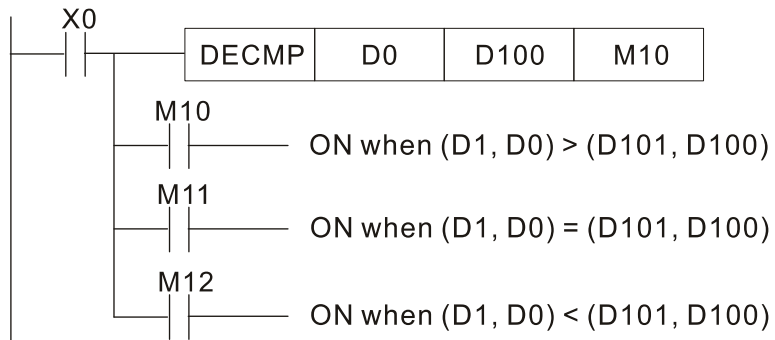 X0
DECMP D0 D100 M10
M10
ON when (D1, D0) > (D101, D100)
M11
ON when (D1, D0) = (D101, D100)
M12
ON when (D1, D0) < (D101, D100)